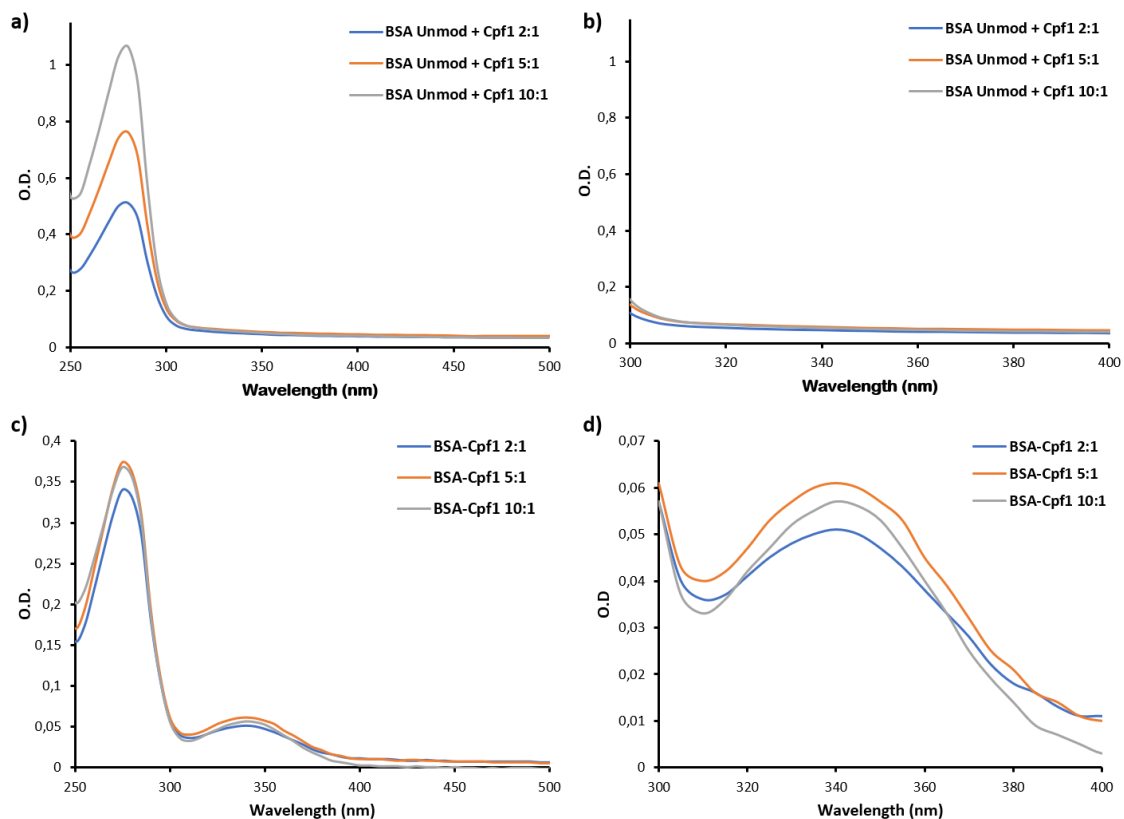 a)
BSA Unmod + Cpf1 2:1
BSA Unmod + Cpf1 5:1
BSA Unmod + Cpf1 10:1
1
0,8
0,6
0,4
0,2
0
O.D.
250 300 350 400 450 500
Wavelength (nm)
b)
BSA Unmod + Cpf1 2:1
BSA Unmod + Cpf1 5:1
BSA Unmod + Cpf1 10:1
1
0,8
0,6
0,4
0,2
0
O.D.
300 320 340 360 380 400
Wavelength (nm)
c)
BSA-Cpf1 2:1
BSA-Cpf1 5:1
BSA-Cpf1 10:1
0,4
0,35
0,3
0,25
0,2
0,15
0,1
0,05
0
O.D.
250 300 350 400 450 500
Wavelength (nm)
d)
BSA-Cpf1 2:1
BSA-Cpf1 5:1
BSA-Cpf1 10:1
0,07
0,06
0,05
0,04
0,03
0,02
0,01
0
O.D
300 320 340 360 380 400
Wavelength (nm)